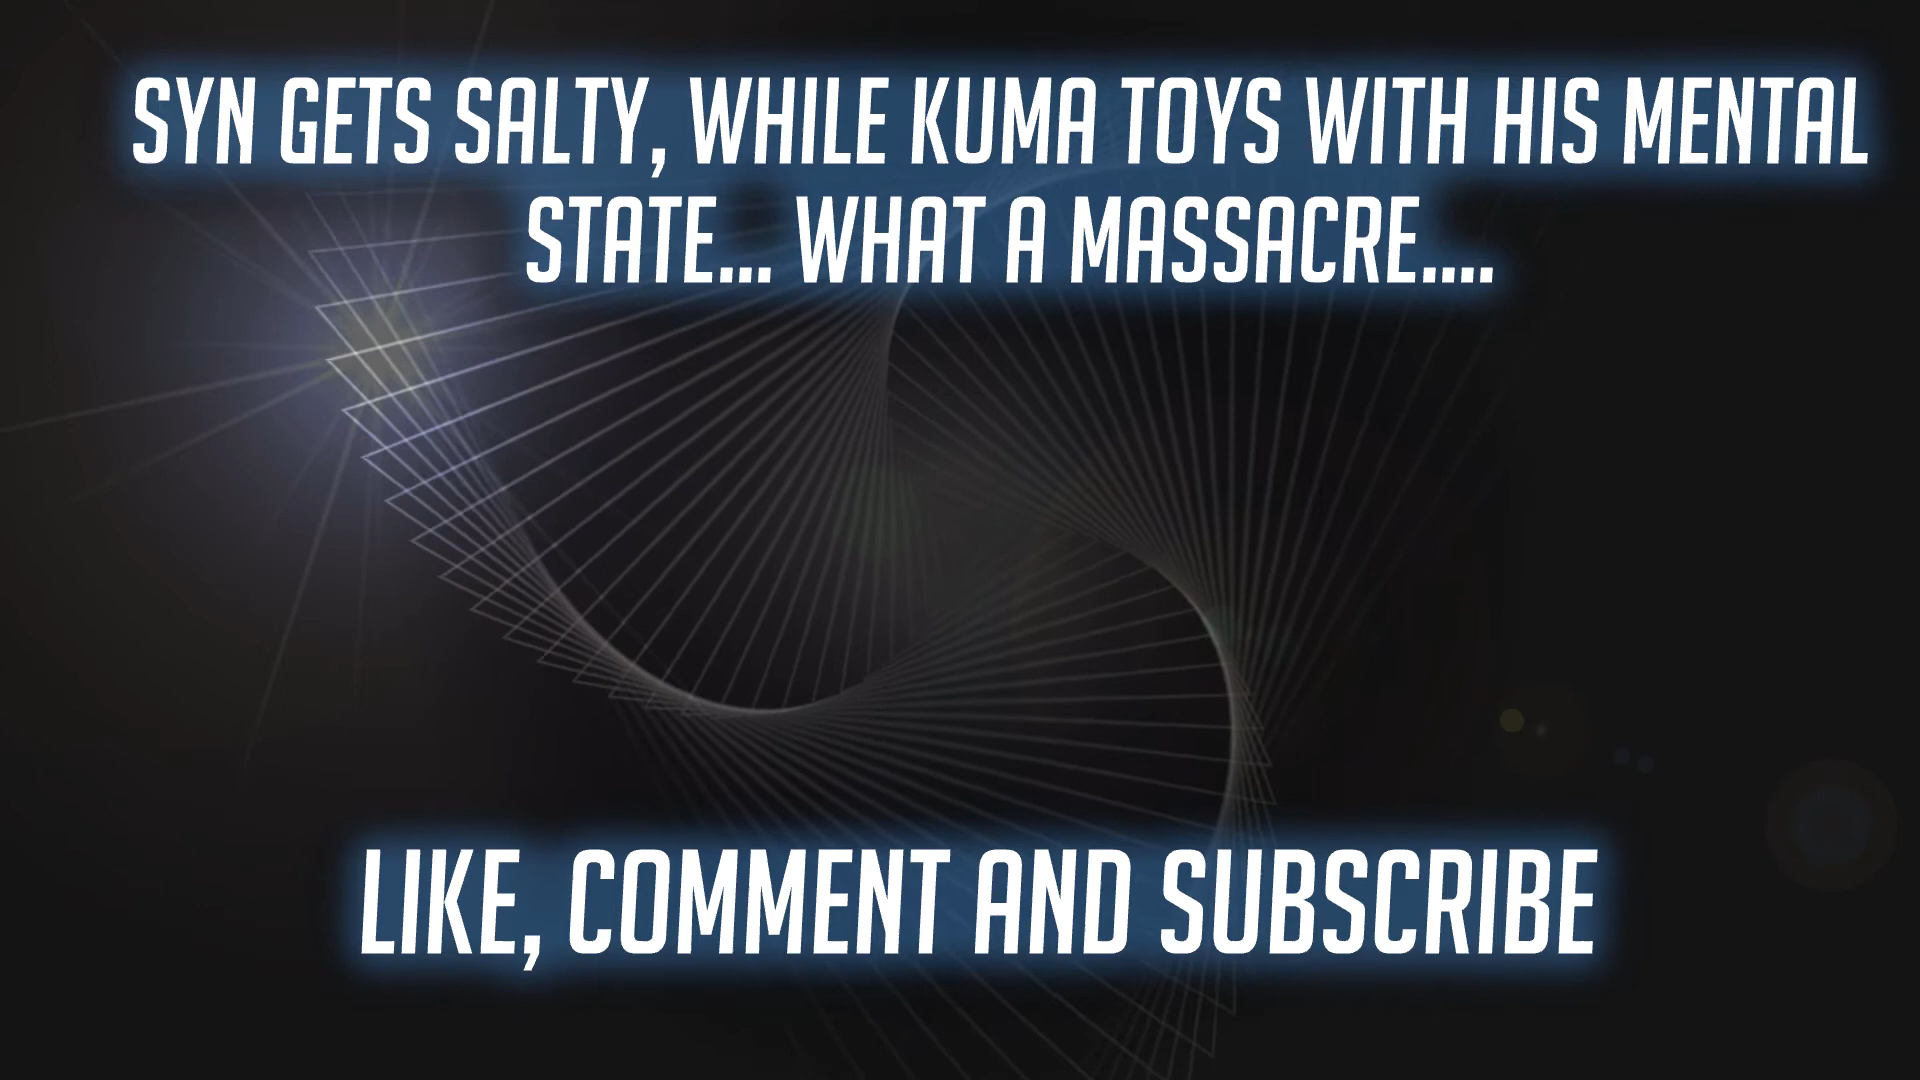 SYN GETS SALTY, WHILE KUMA TOYS WITH HIS MENTAL
STATE... WHAT A MASSACRE....
LIKE, COMMENT AND SUBSCRIBE